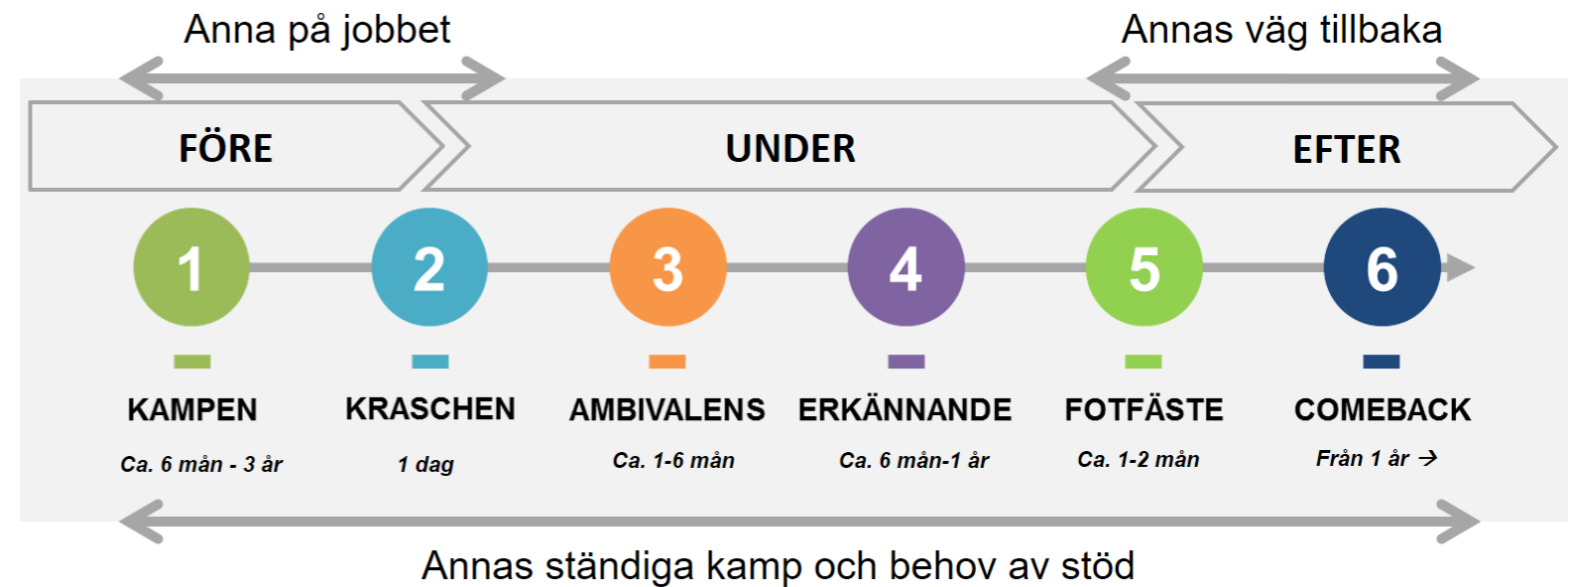 Anna på jobbet
Annas väg tillbaka
FÖRE
UNDER
EFTER
1
2
3
4
5
6
KAMPEN
KRASCHEN
AMBIVALENS
ERKÄNNANDE
FOTFÄSTE
COMEBACK
Ca. 6 mån - 3 år
1 dag
Ca. 1-6 mån
Ca. 6 mån-1 år
Ca. 1-2 mån
Från 1 år →
Annas ständiga kamp och behov av stöd